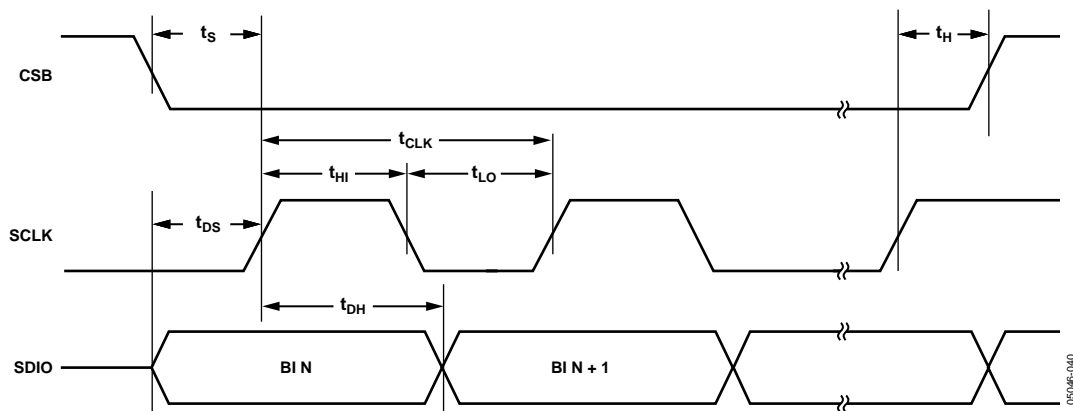 tS
tH
CSB
tCLK
tHI
tLO
tDS
SCLK
tDH
SDIO
BI N
BI N + 1
05046-040